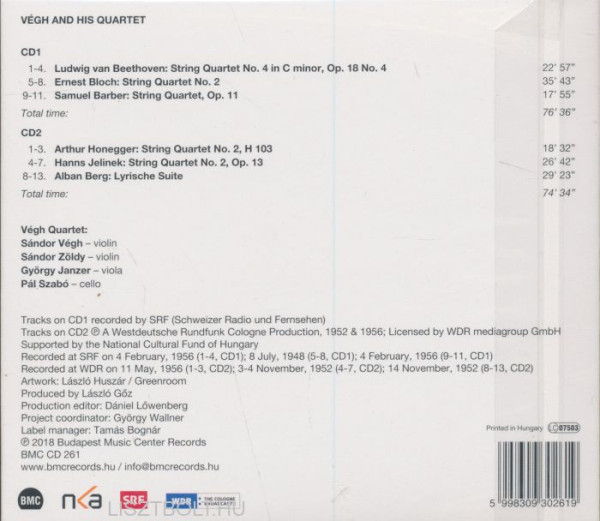 VÉGH AND HIS QUARTET
CD1
1-4. Ludwig van Beethoven: String Quartet No. 4 in C minor, Op. 18 No. 4 22' 57"
5-8. Ernest Bloch: String Quartet No. 2 35' 43"
9-11. Samuel Barber: String Quartet, Op. 11 17' 55"
Total time: 76' 36"
CD2
1-3. Arthur Honegger: String Quartet No. 2, H 103 18' 32"
4-7. Hanns Jelinek: String Quartet No. 2, Op. 13 26' 42"
8-13. Alban Berg: Lyrische Suite 29' 23"
Total time: 74' 34"
Végh Quartet:
Sándor Végh – violin
Sándor Zöldy – violin
György Janzer – viola
Pál Szabó – cello
Tracks on CD1 recorded by SRF (Schweizer Radio und Fernsehen)
Tracks on CD2 ℗ A Westdeutsche Rundfunk Cologne Production, 1952 & 1956; Licensed by WDR mediagroup GmbH
Supported by the National Cultural Fund of Hungary
Recorded at SRF on 4 February, 1956 (1-4, CD1); 8 July, 1948 (5-8, CD1); 4 February, 1956 (9-11, CD1)
Recorded at WDR on 11 May, 1956 (1-3, CD2); 3-4 November, 1952 (4-7, CD2); 14 November, 1952 (8-13, CD2)
Artwork: László Huszár / Greenroom
Produced by László Gőz
Production editor: Dániel Lőwenberg
Project coordinator: György Wallner
Label manager: Tamás Bognár
℗ 2018 Budapest Music Center Records
BMC CD 261
www.bmcrecords.hu / info@bmcrecords.hu
Printed in Hungary LC 07503
BMC nka SRF WDR THE COLOGNE BROADCASTS
5 998309 302619
LISZTBOLT.HU